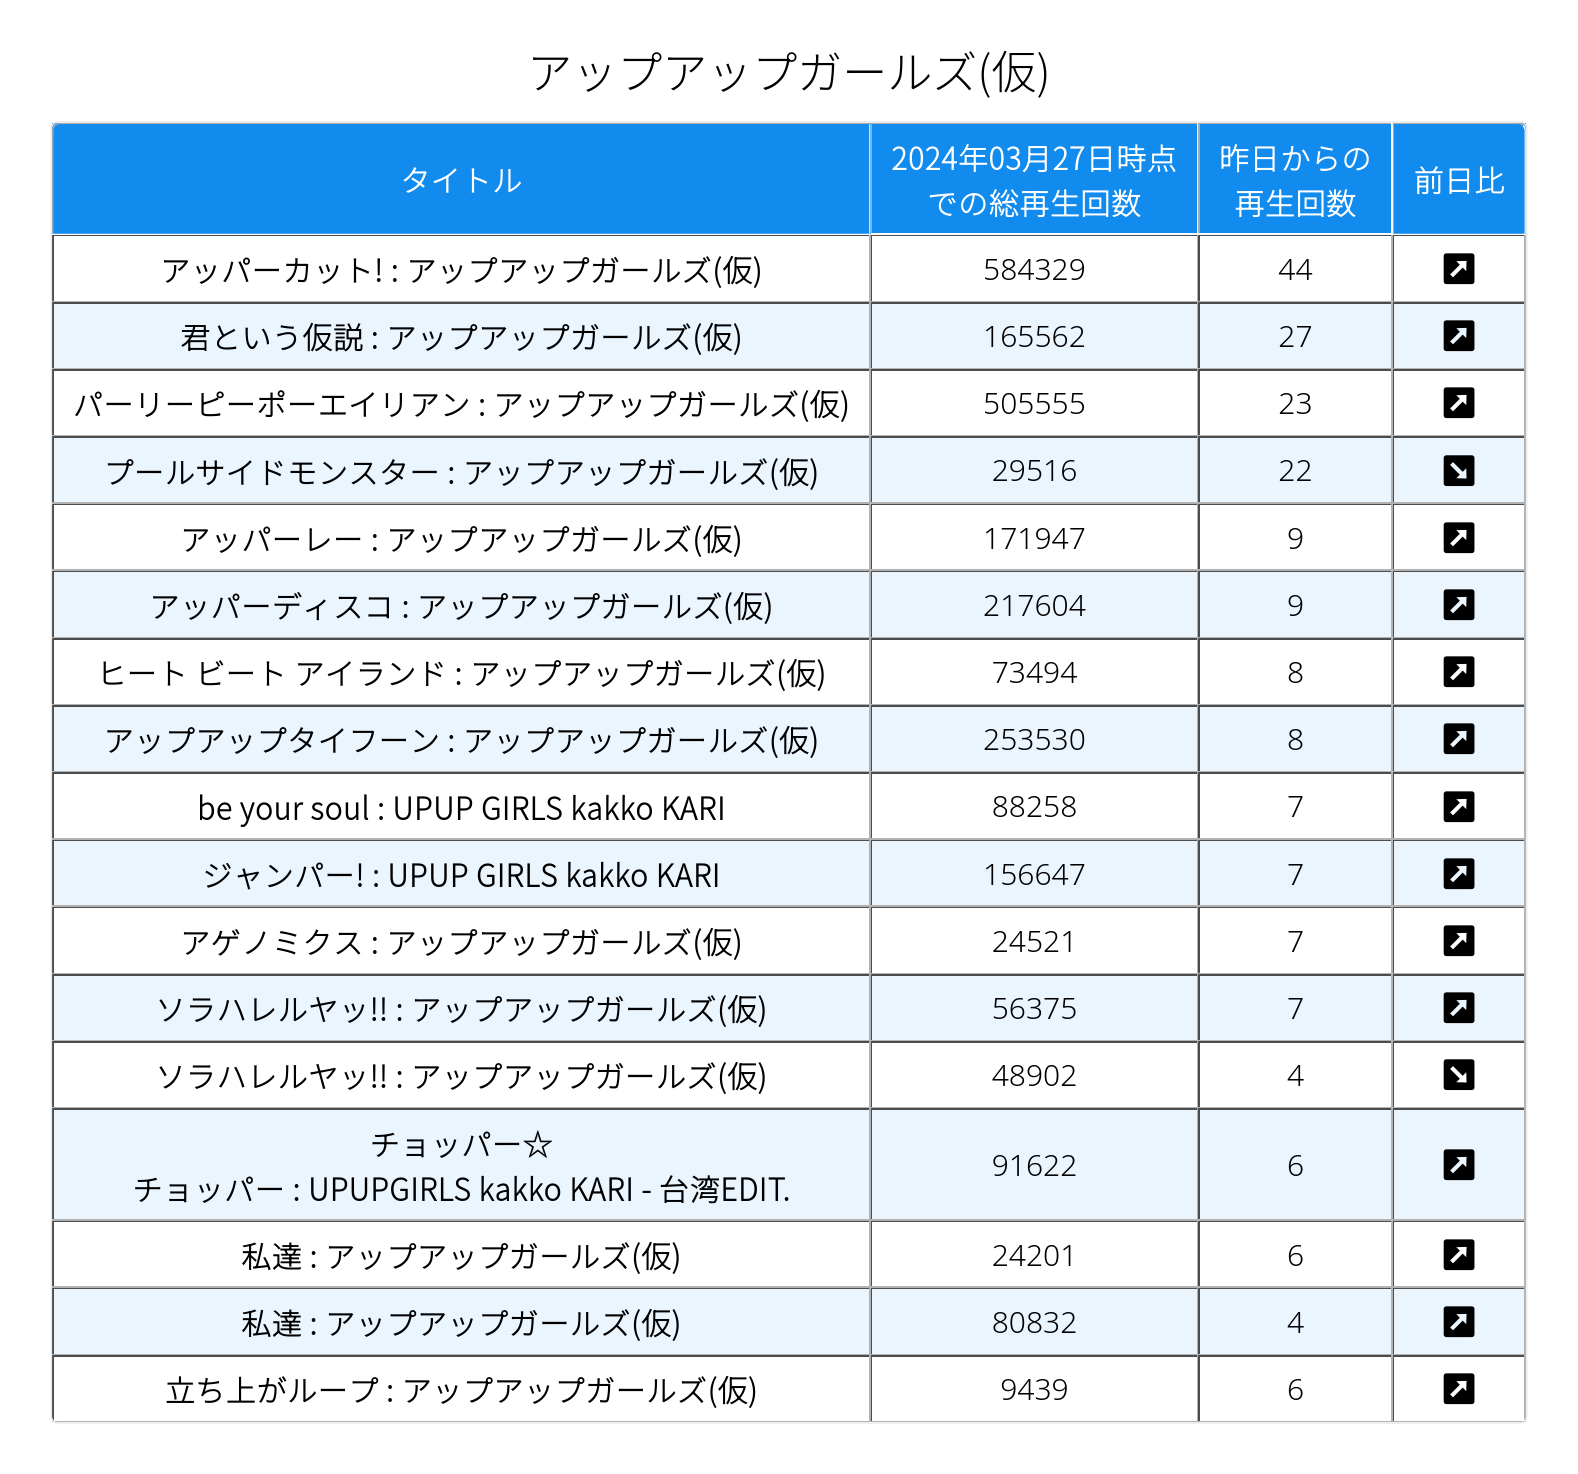 アップアップガールズ(仮)
タイトル
2024年03月27日時点
での総再生回数
昨日からの
再生回数
前日比
アッパーカット! : アップアップガールズ(仮) 584329 44
君という仮説 : アップアップガールズ(仮) 165562 27
パーリーピーポーエイリアン : アップアップガールズ(仮) 505555 23
プールサイドモンスター : アップアップガールズ(仮) 29516 22
アッパーレー : アップアップガールズ(仮) 171947 9
アッパーディスコ : アップアップガールズ(仮) 217604 9
ヒート ビート アイランド : アップアップガールズ(仮) 73494 8
アップアップタイフーン : アップアップガールズ(仮) 253530 8
be your soul : UPUP GIRLS kakko KARI 88258 7
ジャンパー! : UPUP GIRLS kakko KARI 156647 7
アゲノミクス : アップアップガールズ(仮) 24521 7
ソラハレルヤッ!! : アップアップガールズ(仮) 56375 7
ソラハレルヤッ!! : アップアップガールズ(仮) 48902 4
チョッパー☆
チョッパー : UPUPGIRLS kakko KARI - 台湾EDIT. 91622 6
私達 : アップアップガールズ(仮) 24201 6
私達 : アップアップガールズ(仮) 80832 4
立ち上がループ : アップアップガールズ(仮) 9439 6